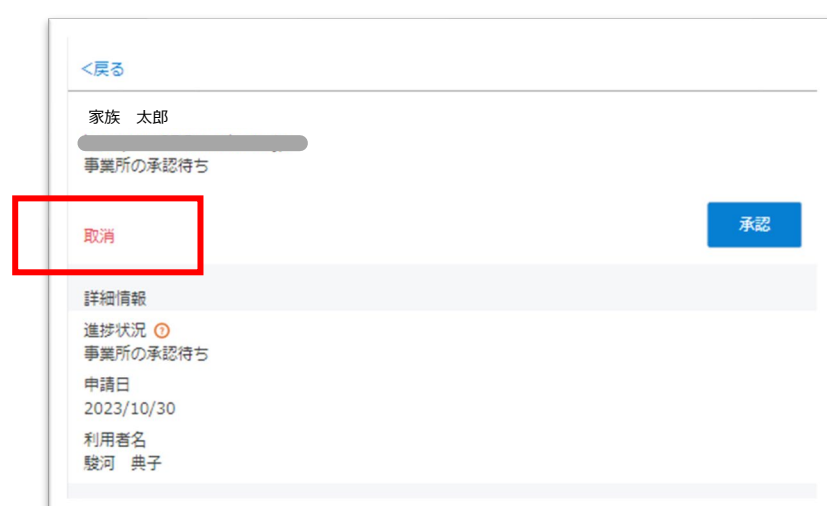 <戻る
家族　太郎
事業所の承認待ち
取消
承認
詳細情報
進捗状況 ?
事業所の承認待ち
申請日
2023/10/30
利用者名
駿河　典子